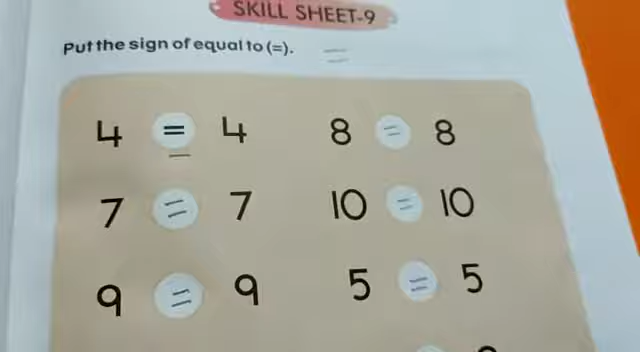 SKILL SHEET-9
Put the sign of equal to (=). =
4 = 4 8 = 8
7 = 7 10 = 10
9 = 9 5 = 5